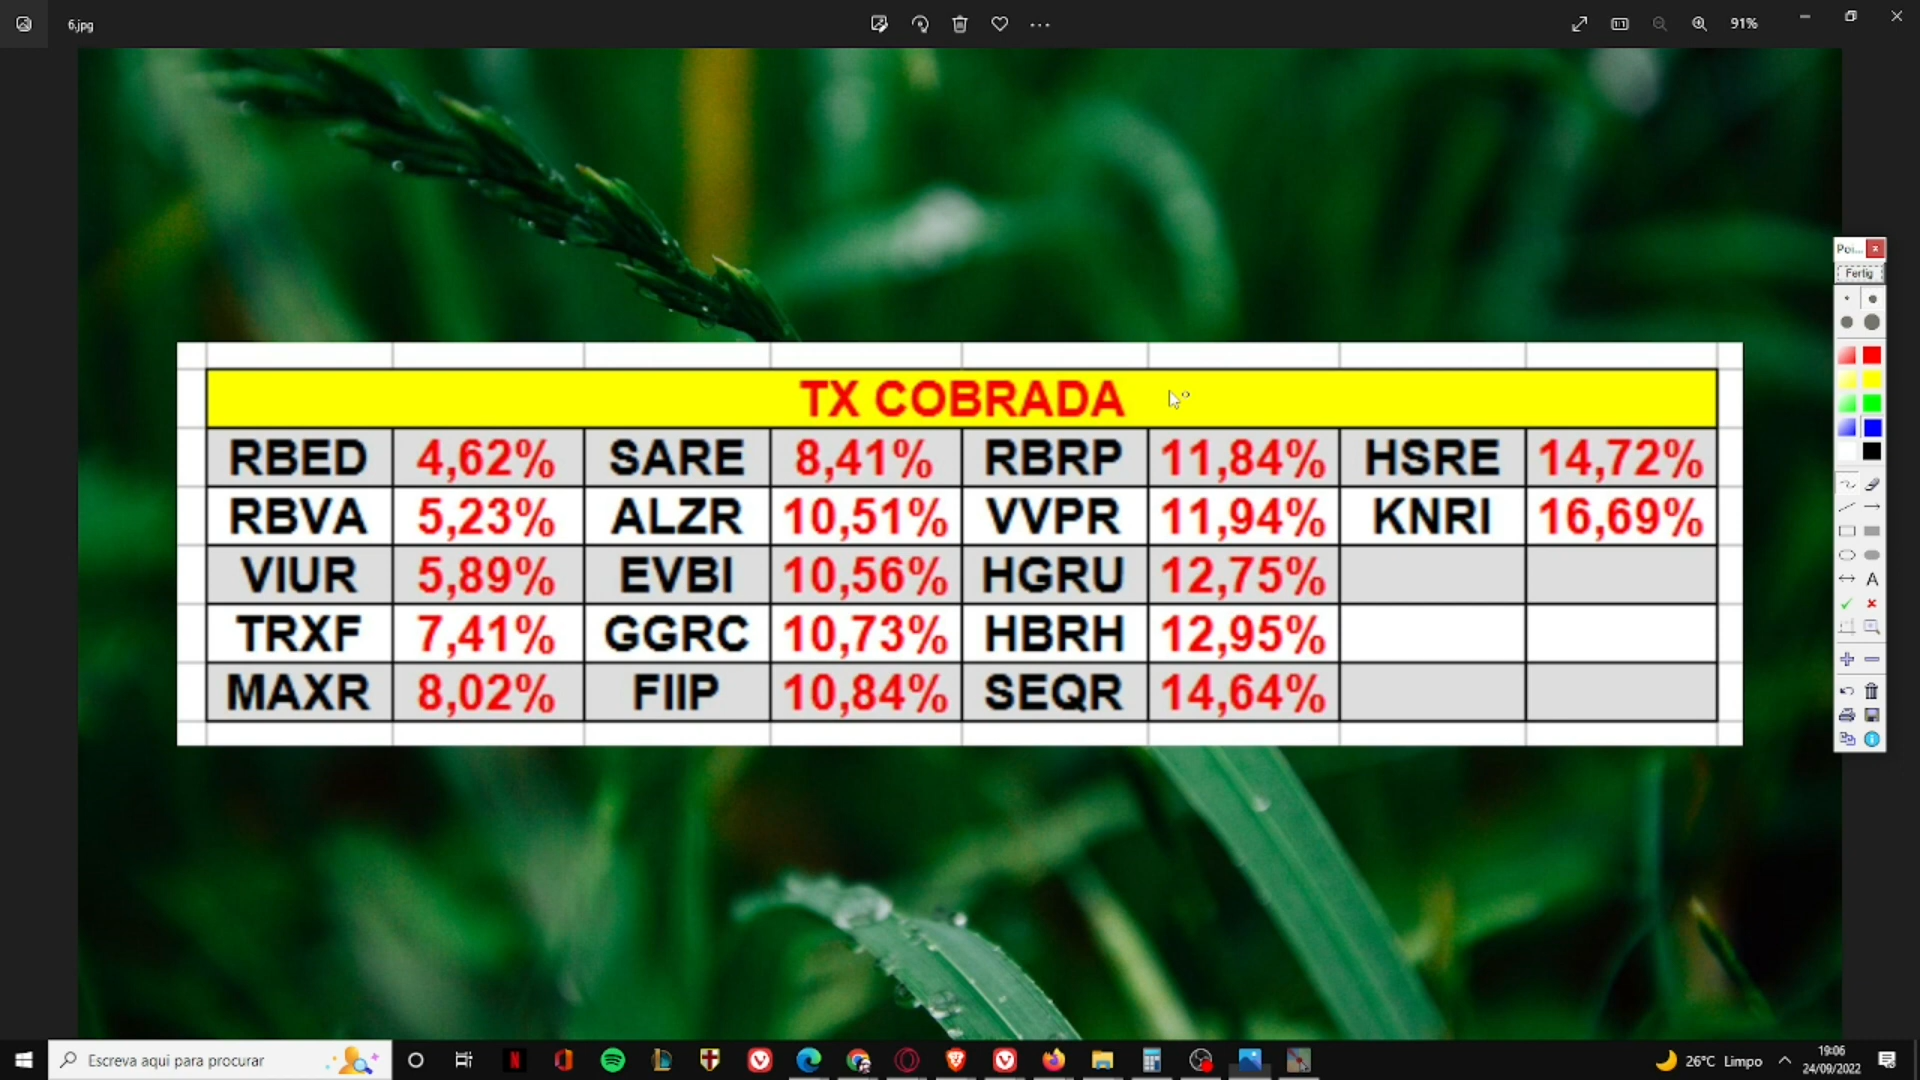 6.jpg
91%
Poi...
Fertig
TX COBRADA
RBED 4,62% SARE 8,41% RBRP 11,84% HSRE 14,72%
RBVA 5,23% ALZR 10,51% VVPR 11,94% KNRI 16,69%
VIUR 5,89% EVBI 10,56% HGRU 12,75%
TRXF 7,41% GGRC 10,73% HBRH 12,95%
MAXR 8,02% FIIP 10,84% SEQR 14,64%
A
Escreva aqui para procurar
26°C Limpo
19:06
24/09/2022